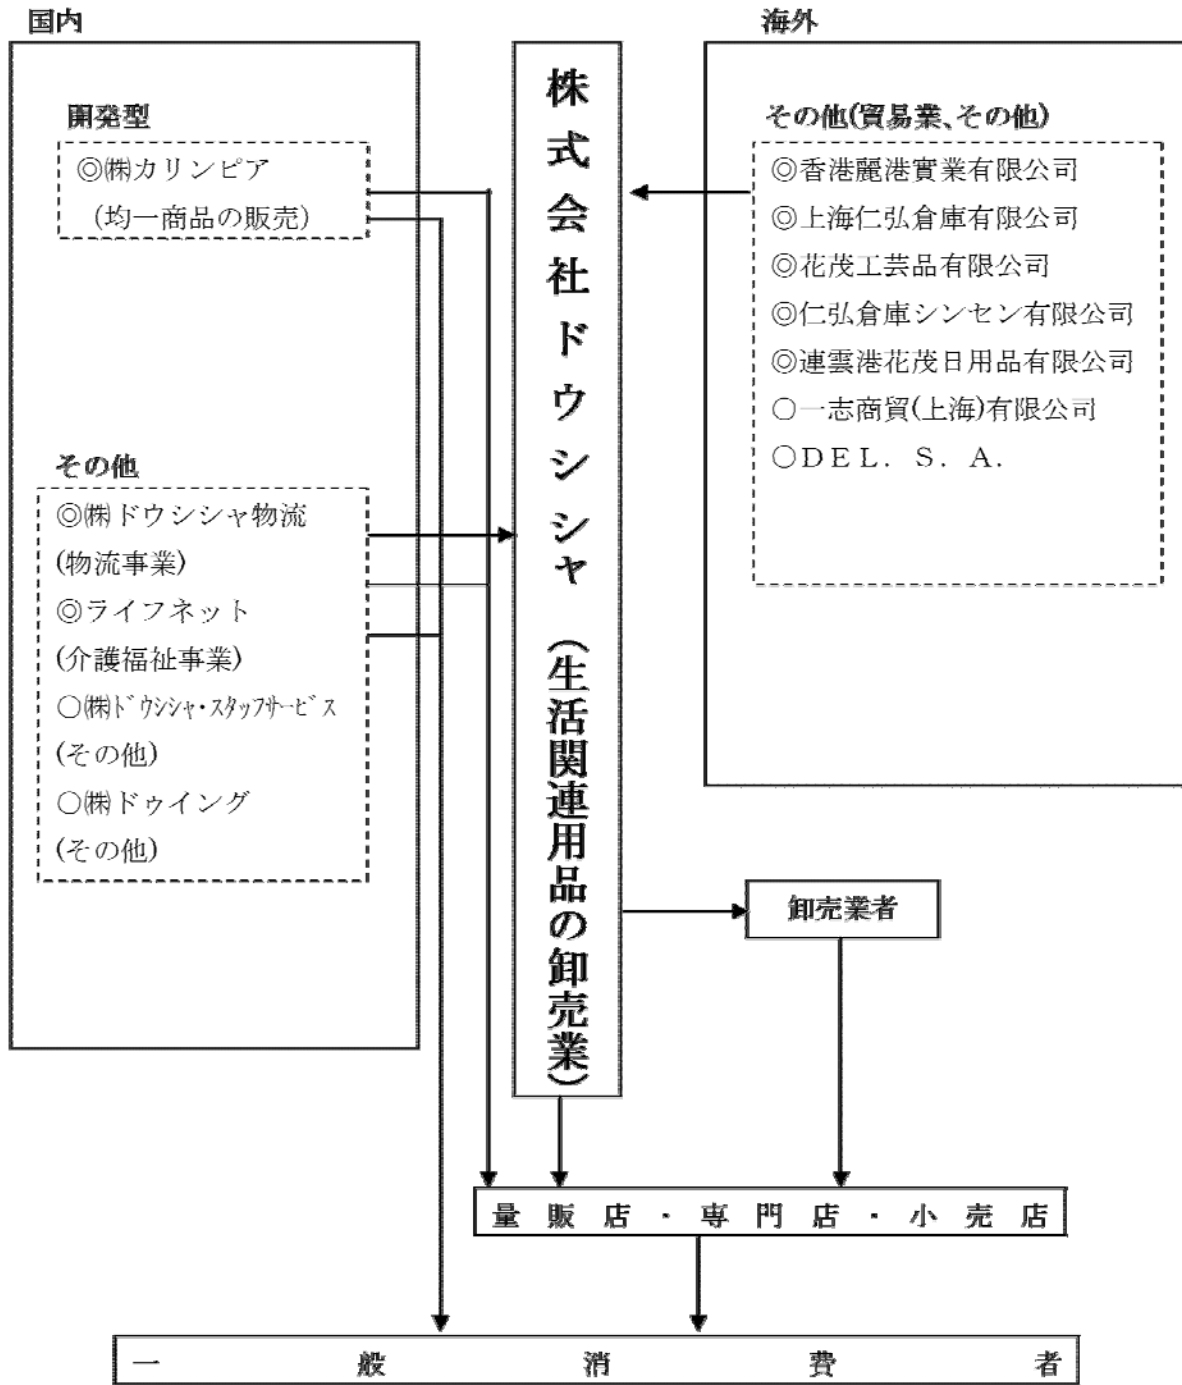 国内
開発型
◎㈱カリンピア
(均一商品の販売)
その他
◎㈱ドウシシャ物流
(物流事業)
◎ライフネット
(介護福祉事業)
○㈱ﾄﾞｳｼｼｬ・ｽﾀｯﾌｻｰﾋﾞｽ
(その他)
○㈱ドゥイング
(その他)
株式会社ドウシシャ (生活関連用品の卸売業)
海外
その他(貿易業、その他)
◎香港麗港實業有限公司
◎上海仁弘倉庫有限公司
◎花茂工芸品有限公司
◎仁弘倉庫シンセン有限公司
◎連雲港花茂日用品有限公司
○一志商貿(上海)有限公司
○ＤＥＬ．Ｓ．Ａ．
卸売業者
量販店・専門店・小売店
一般消費者